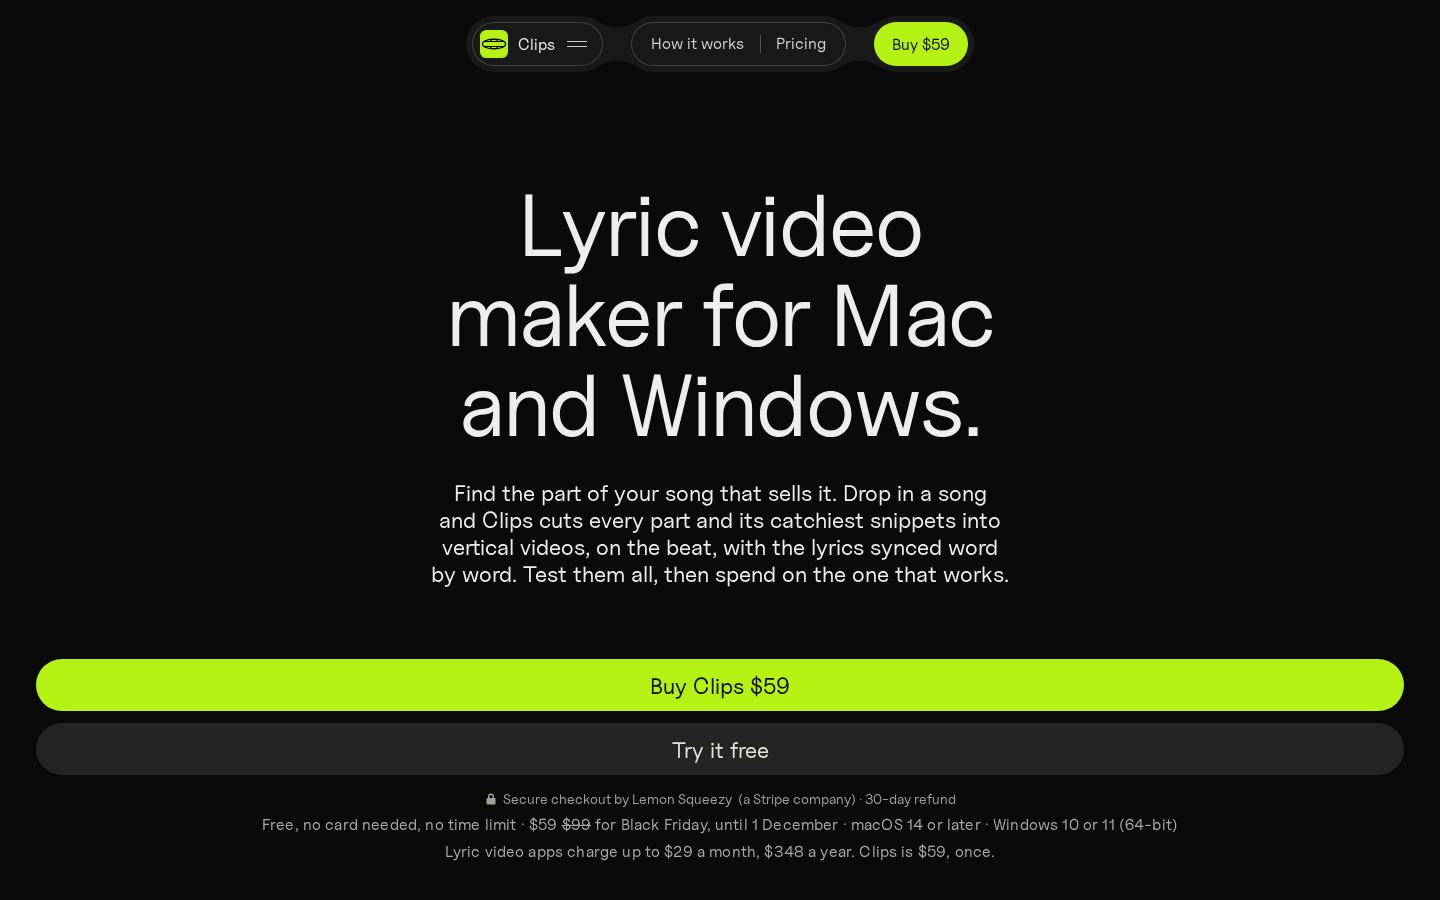 Clips
How it works
Pricing
Buy $59
Lyric video
maker for Mac
and Windows.
Find the part of your song that sells it. Drop in a song
and Clips cuts every part and its catchiest snippets into
vertical videos, on the beat, with the lyrics synced word
by word. Test them all, then spend on the one that works.
Buy Clips $59
Try it free
Secure checkout by Lemon Squeezy (a Stripe company) · 30-day refund
Free, no card needed, no time limit · $59 $99 for Black Friday, until 1 December · macOS 14 or later · Windows 10 or 11 (64-bit)
Lyric video apps charge up to $29 a month, $348 a year. Clips is $59, once.